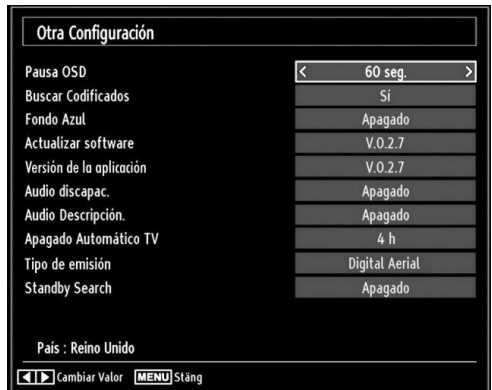 Otra Configuración
Pausa OSD < 60 seg. >
Buscar Codificados Sí
Fondo Azul Apagado
Actualizar software V.0.2.7
Versión de la aplicación V.0.2.7
Audio discapac. Apagado
Audio Descripción. Apagado
Apagado Automático TV 4 h
Tipo de emisión Digital Aerial
Standby Search Apagado
País : Reino Unido
Cambiar Valor MENU Stäng